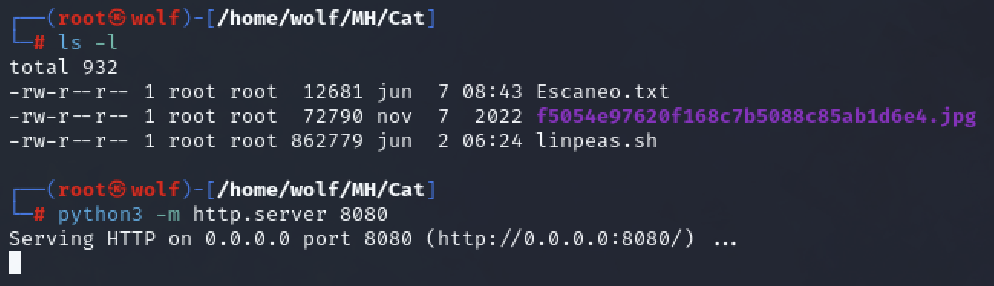 ┌──(root㉿wolf)-[/home/wolf/MH/Cat]
└─# ls -l
total 932
-rw-r--r-- 1 root root  12681 jun  7 08:43 Escaneo.txt
-rw-r--r-- 1 root root  72790 nov  7  2022 f5054e97620f168c7b5088c85ab1d6e4.jpg
-rw-r--r-- 1 root root 862779 jun  2 06:24 linpeas.sh
┌──(root㉿wolf)-[/home/wolf/MH/Cat]
└─# python3 -m http.server 8080
Serving HTTP on 0.0.0.0 port 8080 (http://0.0.0.0:8080/) ...